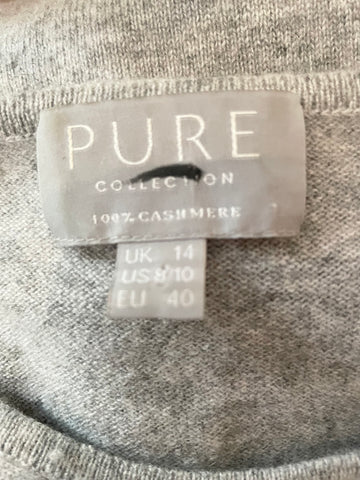 PURE
COLLECTION
100% CASHMERE
UK 14
US 8/10
EU 40